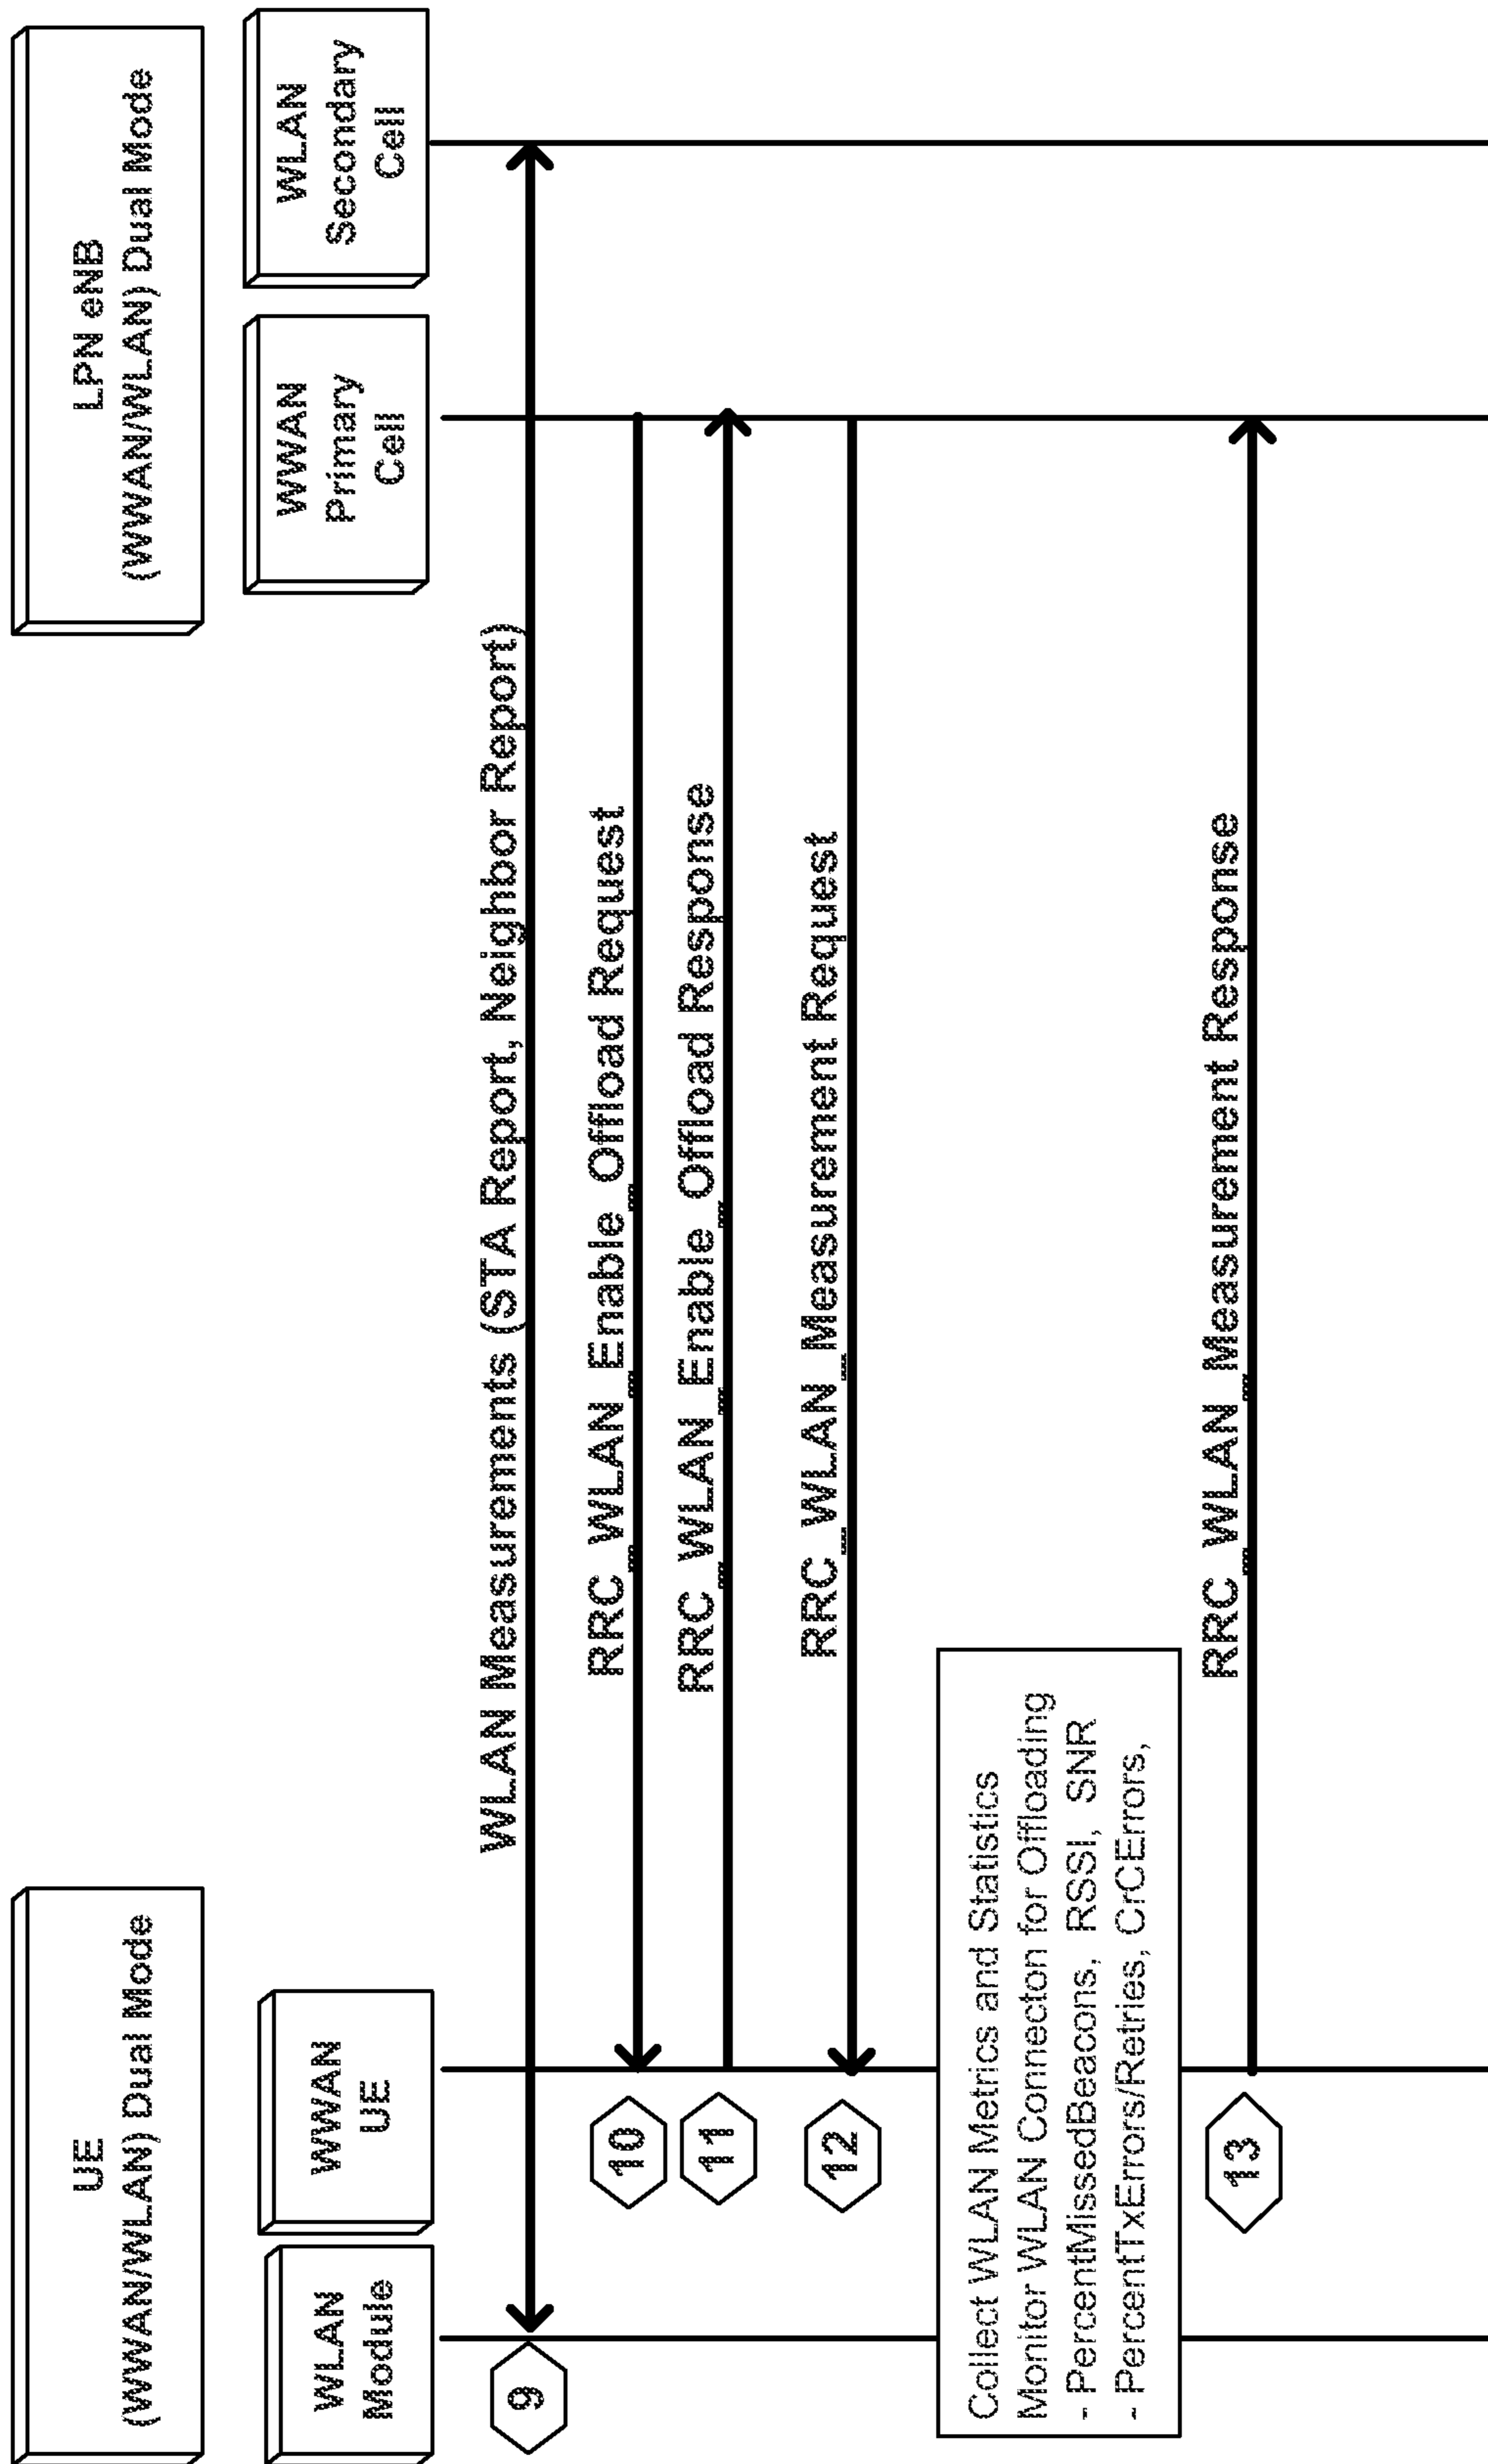 UE
(WWAN/WLAN) Dual Mode
LPN eNB
(WWAN/WLAN) Dual Mode
WLAN
Module
WWAN
UE
WWAN
Primary
Cell
WLAN
Secondary
Cell
9
WLAN Measurements (STA Report, Neighbor Report)
10
RRC_WLAN_Enable_Offload Request
11
RRC_WLAN_Enable_Offload Response
12
RRC_WLAN_Measurement Request
Collect WLAN Metrics and Statistics
Monitor WLAN Connecton for Offloading
- PercentMissedBeacons, RSSI, SNR
- PercentTxErrors/Retries, CrCErrors,
13
RRC_WLAN_Measurement Response